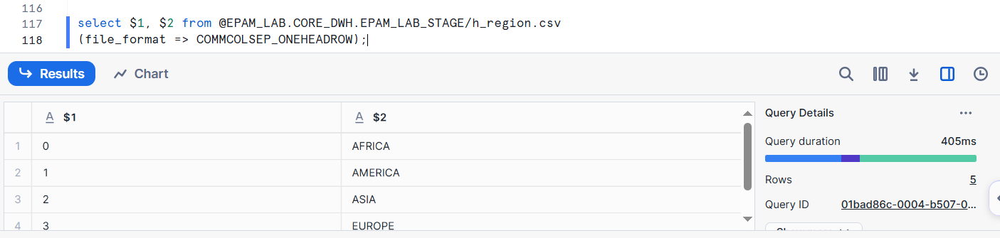 116
117 select $1, $2 from @EPAM_LAB.CORE_DWH.EPAM_LAB_STAGE/h_region.csv
118 (file_format => COMMCOLSEP_ONEHEADROW);
Results Chart
A $1 A $2
1 0 AFRICA
2 1 AMERICA
3 2 ASIA
4 3 EUROPE
Query Details ...
Query duration 405ms
Rows 5
Query ID 01bad86c-0004-b507-0...